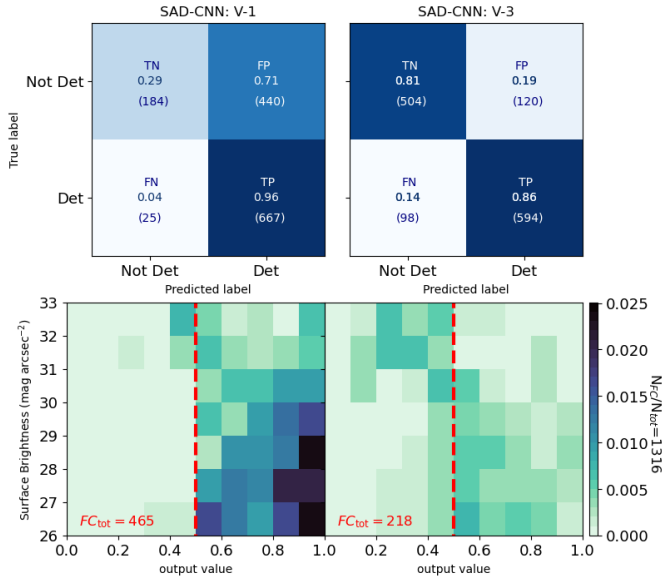 SAD-CNN: V-1
SAD-CNN: V-3
True label
Not Det
Det
TN
0.29
(184)
FP
0.71
(440)
FN
0.04
(25)
TP
0.96
(667)
TN
0.81
(504)
FP
0.19
(120)
FN
0.14
(98)
TP
0.86
(594)
Not Det Det
Predicted label
Not Det Det
Predicted label
Surface Brightness (mag arcsec⁻²)
33
32
31
30
29
28
27
26
FC_tot = 465
FC_tot = 218
0.0 0.2 0.4 0.6 0.8 1.0
output value
0.2 0.4 0.6 0.8 1.0
output value
0.025
0.020
0.015
0.010
0.005
0.000
N_FC/N_tot=1316